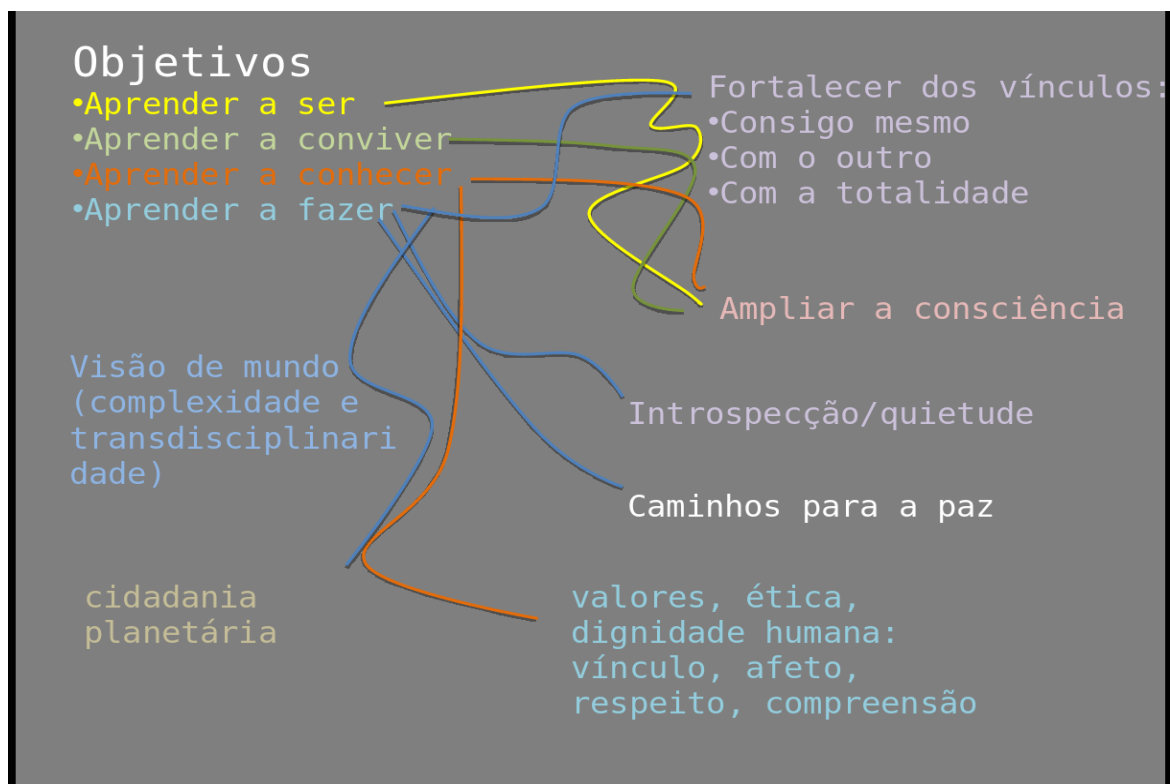 Objetivos
•Aprender a ser
•Aprender a conviver
•Aprender a conhecer
•Aprender a fazer
Fortalecer dos vínculos:
•Consigo mesmo
•Com o outro
•Com a totalidade
Ampliar a consciência
Visão de mundo
(complexidade e
transdisciplinari
dade)
Introspecção/quietude
Caminhos para a paz
cidadania
planetária
valores, ética,
dignidade humana:
vínculo, afeto,
respeito, compreensão